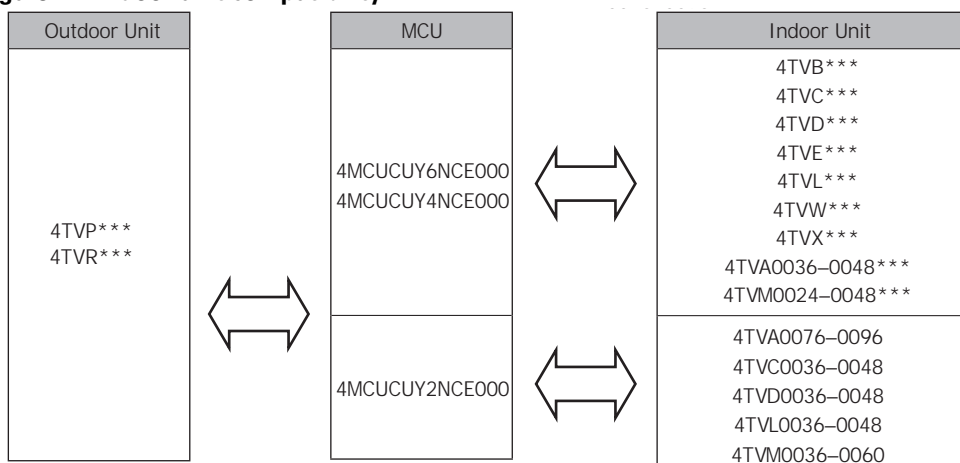 Outdoor Unit
4TVP***
4TVR***
MCU
4MCUCUY6NCE000
4MCUCUY4NCE000
4MCUCUY2NCE000
Indoor Unit
4TVB***
4TVC***
4TVD***
4TVE***
4TVL***
4TVW***
4TVX***
4TVA0036–0048***
4TVM0024–0048***
4TVA0076–0096
4TVC0036–0048
4TVD0036–0048
4TVL0036–0048
4TVM0036–0060